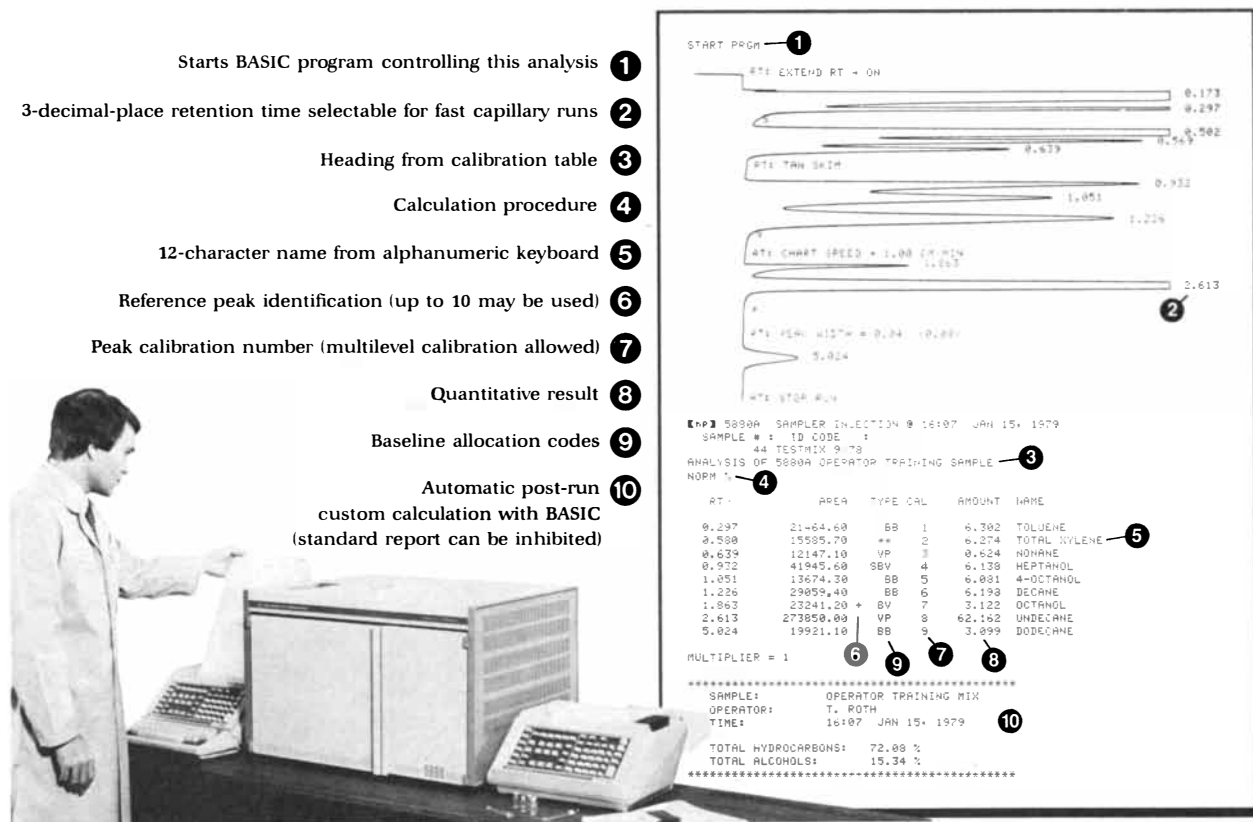 Starts BASIC program controlling this analysis 1
3-decimal-place retention time selectable for fast capillary runs 2
Heading from calibration table 3
Calculation procedure 4
12-character name from alphanumeric keyboard 5
Reference peak identification (up to 10 may be used) 6
Peak calibration number (multilevel calibration allowed) 7
Quantitative result 8
Baseline allocation codes 9
Automatic post-run 10
custom calculation with BASIC
(standard report can be inhibited)
START PRGM 1
RT: EXTEND RT → ON
0.173
0.297
0.502
0.569
0.639
RT: TAN SKIM
0.932
1.051
1.226
RT: CHART SPEED → 1.00 CM/MIN
1.863
2.613
2
RT: PEAK WIDTH = 0.04
5.024
RT: STOP RUN
[hp] 5880A SAMPLER INJECTION @ 16:07 JAN 15, 1979
SAMPLE # : ID CODE :
44 TESTMIX
ANALYSIS OF 5880A OPERATOR TRAINING SAMPLE 3
NORM % 4
RT AREA TYPE CAL AMOUNT NAME
0.297 21464.60 BB 1 6.302 TOLUENE
0.580 15585.70 ** 2 6.274 TOTAL XYLENE 5
0.639 12147.10 VP 3 0.624 NONANE
0.932 41945.60 SBV 4 6.138 HEPTANOL
1.051 13674.30 BB 5 6.081 4-OCTANOL
1.226 29059.40 BB 6 6.198 DECANE
1.863 23241.20 + BV 7 3.122 OCTANOL
2.613 273850.00 VP 8 62.162 UNDECANE
5.024 19921.10 BB 9 3.099 DODECANE
6 9 7 8
MULTIPLIER = 1
SAMPLE: OPERATOR TRAINING MIX
OPERATOR: T. ROTH
TIME: 16:07 JAN 15, 1979 10
TOTAL HYDROCARBONS: 72.08 %
TOTAL ALCOHOLS: 15.34 %